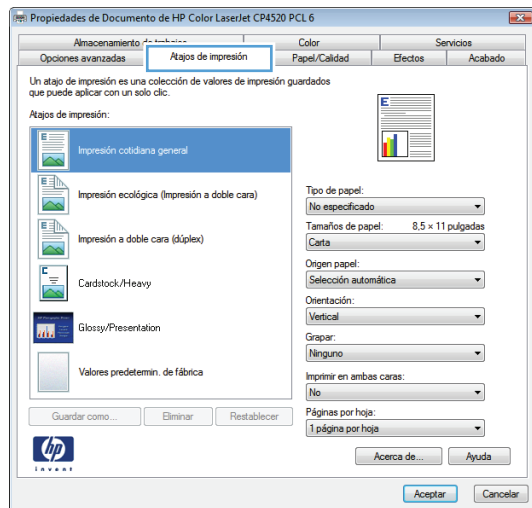 Propiedades de Documento de HP Color LaserJet CP4520 PCL 6
Almacenamiento de trabajos
Color
Servicios
Opciones avanzadas
Atajos de impresión
Papel/Calidad
Efectos
Acabado
Un atajo de impresión es una colección de valores de impresión guardados
que puede aplicar con un solo clic.
Atajos de impresión:
Impresión cotidiana general
Impresión ecológica (Impresión a doble cara)
Impresión a doble cara (dúplex)
Cardstock/Heavy
Glossy/Presentation
Valores predetermin. de fábrica
Guardar como...
Eliminar
Restablecer
E
Tipo de papel:
No especificado
Tamaños de papel: 8,5 × 11 pulgadas
Carta
Origen papel:
Selección automática
Orientación:
Vertical
Grapar:
Ninguno
Imprimir en ambas caras:
No
Páginas por hoja:
1 página por hoja
hp
invent
Acerca de...
Ayuda
Aceptar
Cancelar